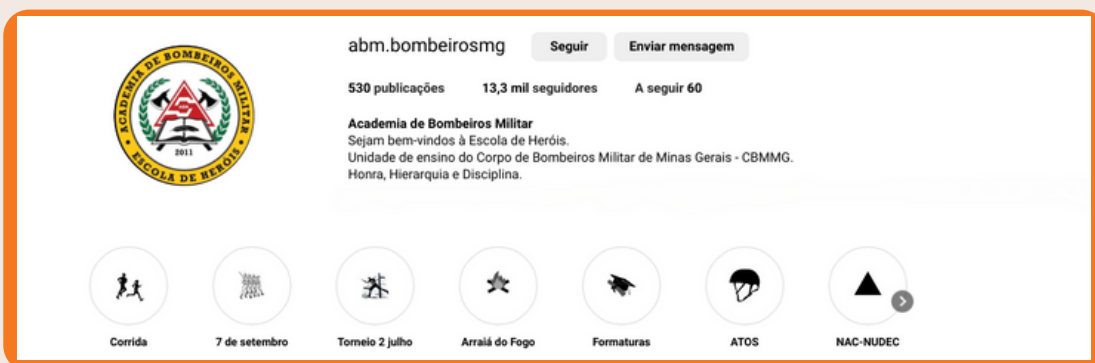 ACADEMIA DE BOMBEIROS MILITAR
2011
ESCOLA DE HERÓIS
abm.bombeirosmg Seguir Enviar mensagem
530 publicações 13,3 mil seguidores A seguir 60
Academia de Bombeiros Militar
Sejam bem-vindos à Escola de Heróis.
Unidade de ensino do Corpo de Bombeiros Militar de Minas Gerais - CBMMG.
Honra, Hierarquia e Disciplina.
Corrida 7 de setembro Torneio 2 julho Arraiá do Fogo Formaturas ATOS NAC-NUDEC